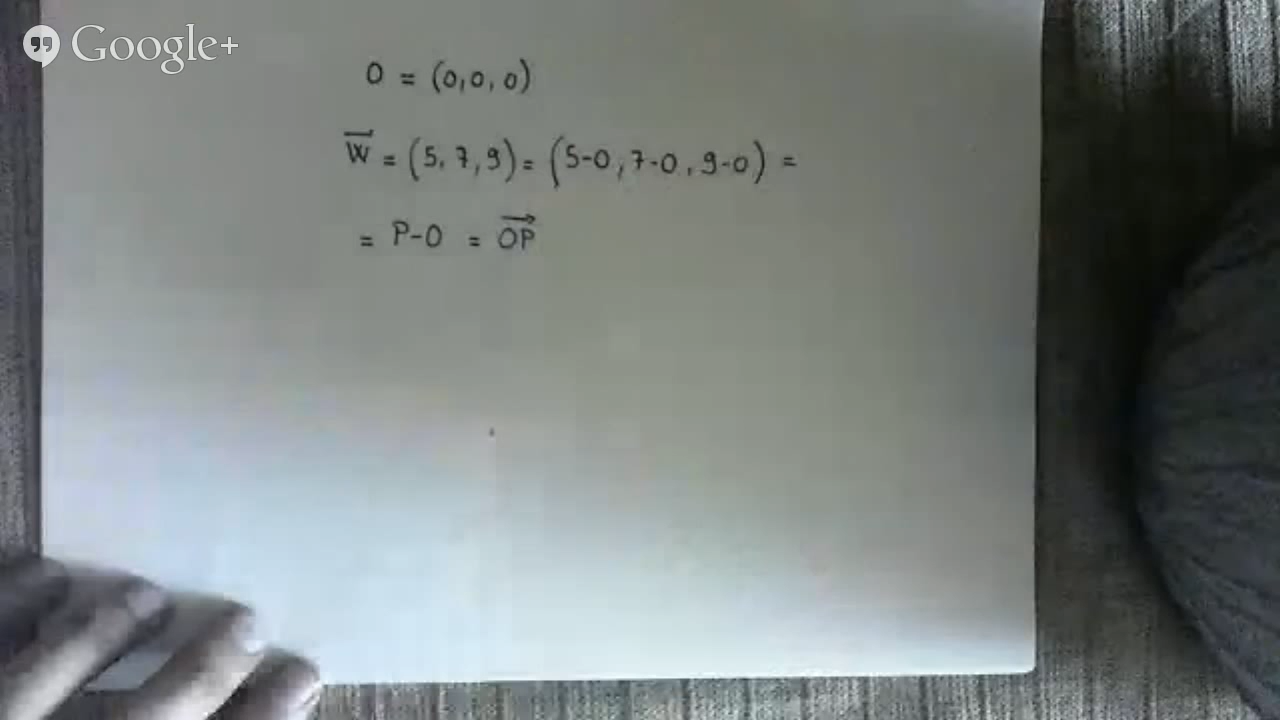 Google+
O = (0,0,0)
→W = (5,7,9) = (5-0,7-0,9-0) =
= P-O = →OP